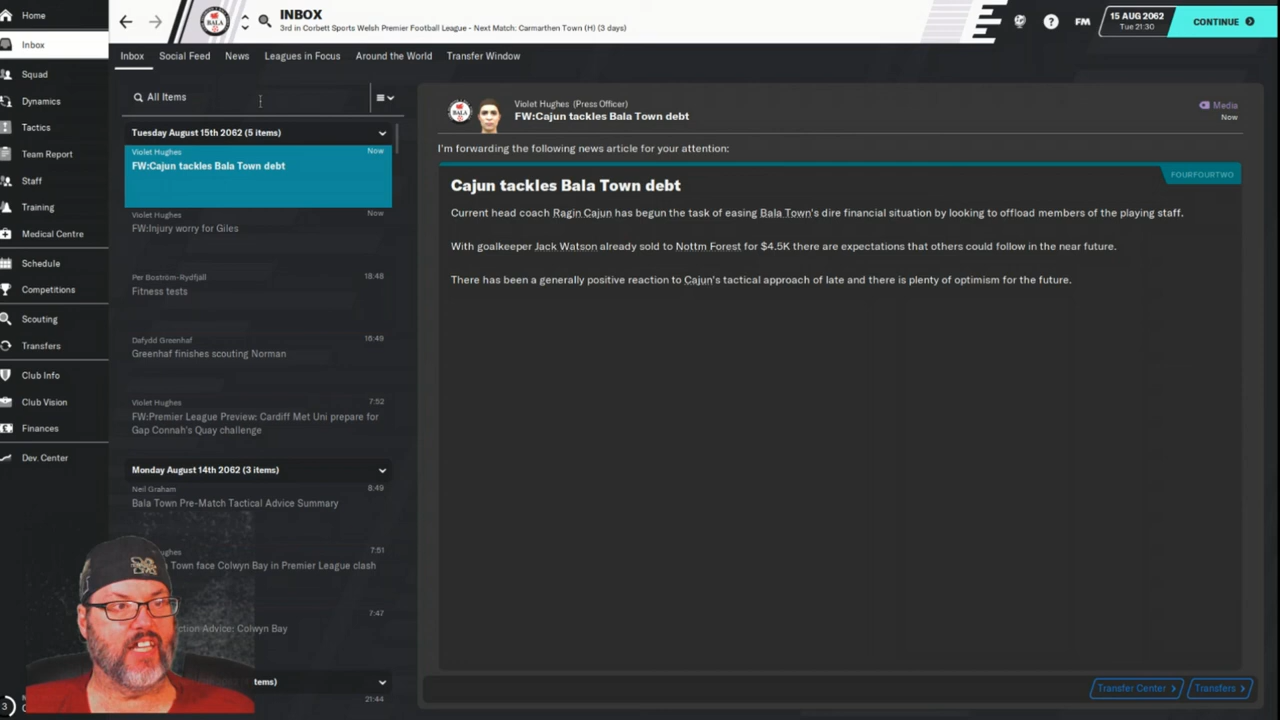 Home
Inbox
Squad
Dynamics
Tactics
Team Report
Staff
Training
Medical Centre
Schedule
Competitions
Scouting
Transfers
Club Info
Club Vision
Finances
Dev. Center
3
BALA
INBOX
3rd in Corbett Sports Welsh Premier Football League - Next Match: Carmarthen Town (H) (3 days)
?
FM
15 AUG 2062
Tue 21:30
CONTINUE
Inbox
Social Feed
News
Leagues in Focus
Around the World
Transfer Window
All Items
Tuesday August 15th 2062 (5 items)
Violet Hughes
Now
FW:Cajun tackles Bala Town debt
Violet Hughes
Now
FW:Injury worry for Giles
Per Boström-Rydfjäll
18:48
Fitness tests
Dafydd Greenhaf
16:49
Greenhaf finishes scouting Norman
Violet Hughes
7:52
FW:Premier League Preview: Cardiff Met Uni prepare for
Gap Connah's Quay challenge
Monday August 14th 2062 (3 items)
Neil Graham
8:49
Bala Town Pre-Match Tactical Advice Summary
ughes
7:51
Town face Colwyn Bay in Premier League clash
7:47
ction Advice: Colwyn Bay
tems)
21:44
BALA
Violet Hughes (Press Officer)
FW:Cajun tackles Bala Town debt
Media
Now
I'm forwarding the following news article for your attention:
FOURFOURTWO
Cajun tackles Bala Town debt
Current head coach Ragin Cajun has begun the task of easing Bala Town's dire financial situation by looking to offload members of the playing staff.
With goalkeeper Jack Watson already sold to Nottm Forest for $4.5K there are expectations that others could follow in the near future.
There has been a generally positive reaction to Cajun's tactical approach of late and there is plenty of optimism for the future.
Transfer Center
Transfers